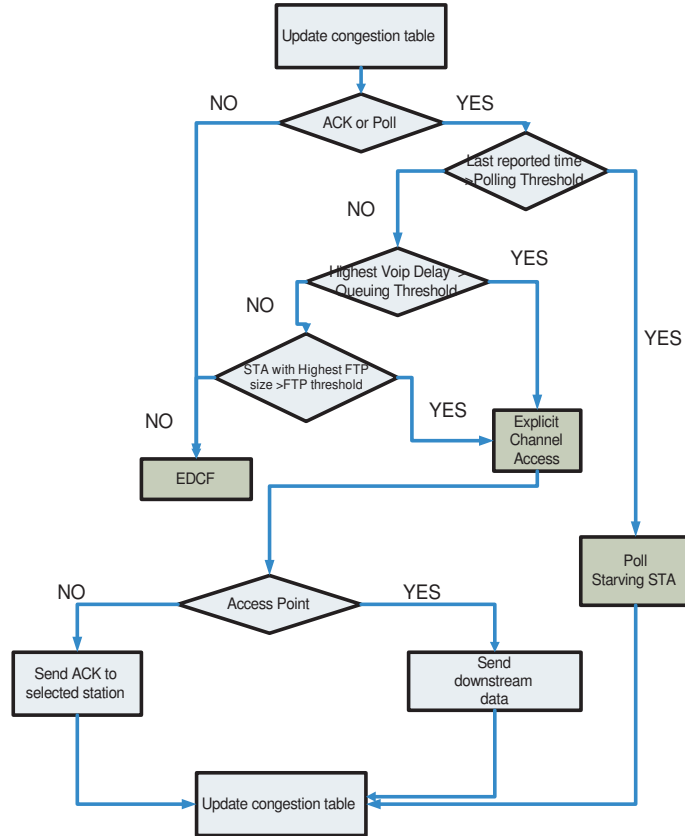 Update congestion table
NO
YES
ACK or Poll
Last reported time
>Polling Threshold
NO
Highest Voip Delay >
Queuing Threshold
YES
NO
YES
STA with Highest FTP
size >FTP threshold
YES
NO
Explicit
Channel
Access
EDCF
Poll
Starving STA
NO
YES
Access Point
Send ACK to
selected station
Send
downstream
data
Update congestion table